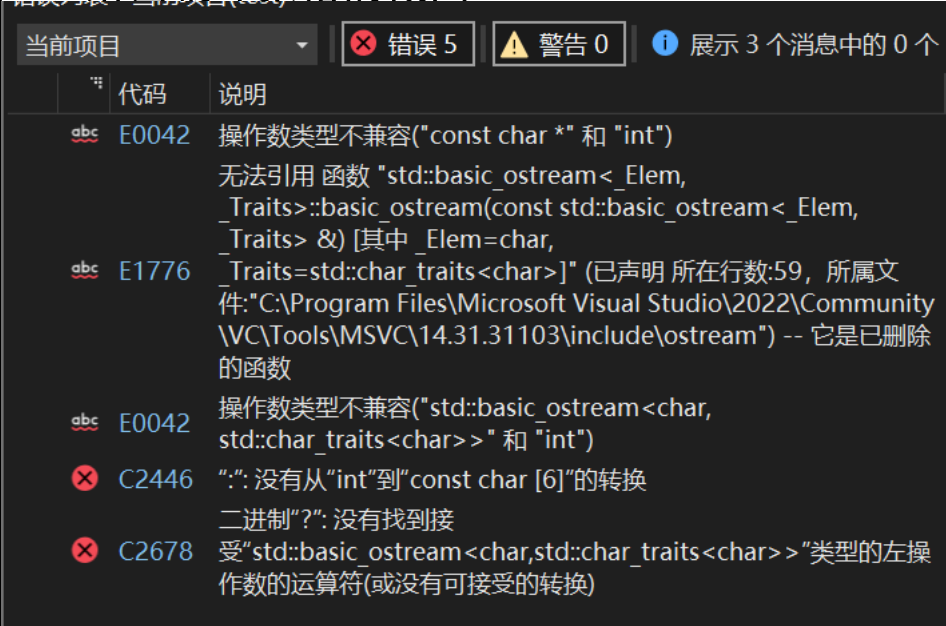 当前项目
错误 5
警告 0
展示 3 个消息中的 0 个
代码
说明
abc E0042 操作数类型不兼容("const char *" 和 "int")
无法引用 函数 "std::basic_ostream<_Elem,
_Traits>::basic_ostream(const std::basic_ostream<_Elem,
_Traits> &) [其中 _Elem=char,
abc E1776 _Traits=std::char_traits<char>]" (已声明 所在行数:59，所属文
件:"C:\Program Files\Microsoft Visual Studio\2022\Community
\VC\Tools\MSVC\14.31.31103\include\ostream") -- 它是已删除
的函数
操作数类型不兼容("std::basic_ostream<char,
abc E0042
std::char_traits<char>>" 和 "int")
C2446 “:”: 没有从“int”到“const char [6]”的转换
二进制“?”: 没有找到接
C2678 受“std::basic_ostream<char,std::char_traits<char>>”类型的左操
作数的运算符(或没有可接受的转换)